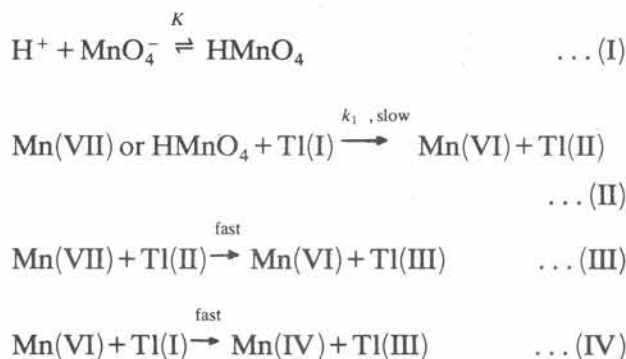 K
H⁺ + MnO₄⁻ ⇌ HMnO₄ ...(I)
k₁ , slow
Mn(VII) or HMnO₄ + Tl(I) ⟶ Mn(VI) + Tl(II)
...(II)
fast
Mn(VII) + Tl(II) ⟶ Mn(VI) + Tl(III) ...(III)
fast
Mn(VI) + Tl(I) ⟶ Mn(IV) + Tl(III) ...(IV)